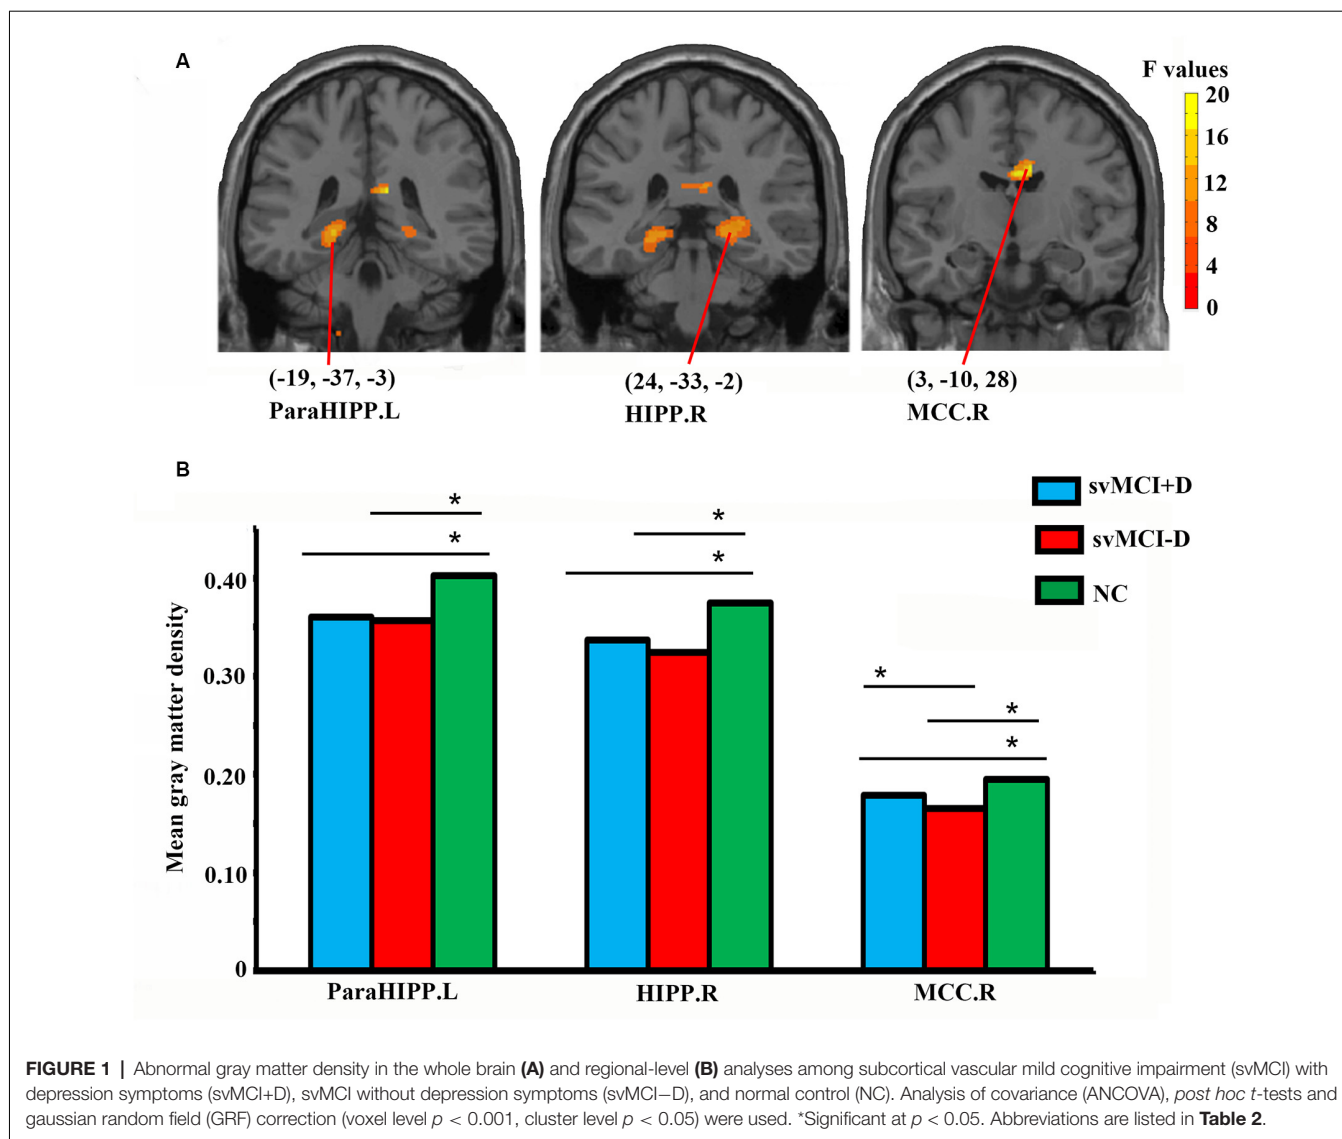 A
F values
20
16
12
8
4
0
(-19, -37, -3)
ParaHIPP.L
(24, -33, -2)
HIPP.R
(3, -10, 28)
MCC.R
B
svMCI+D
svMCI-D
NC
* * * * * * *
Mean gray matter density
0.40
0.30
0.20
0.10
0
ParaHIPP.L
HIPP.R
MCC.R
FIGURE 1 | Abnormal gray matter density in the whole brain (A) and regional-level (B) analyses among subcortical vascular mild cognitive impairment (svMCI) with
depression symptoms (svMCI+D), svMCI without depression symptoms (svMCI−D), and normal control (NC). Analysis of covariance (ANCOVA), post hoc t-tests and
gaussian random field (GRF) correction (voxel level p < 0.001, cluster level p < 0.05) were used. *Significant at p < 0.05. Abbreviations are listed in Table 2.